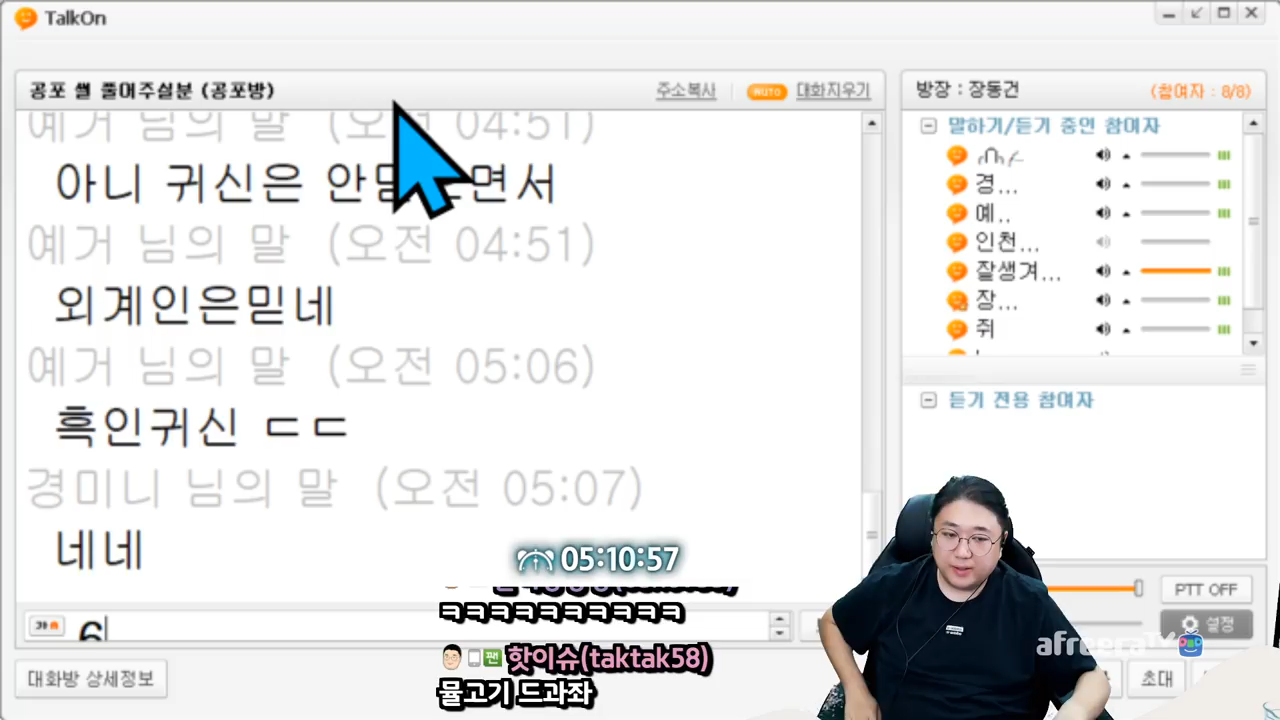 TalkOn
공포 썰 풀어주실분 (공포방)
주소복사
AUTO
대화지우기
방장 : 장동건
(참여자 : 8/8)
예거 님의 말 (오전 04:51)
아니 귀신은
면서
예거 님의 말 (오전 04:51)
외계인은믿네
예거 님의 말 (오전 05:06)
흑인귀신 ㄷㄷ
경미니 님의 말 (오전 05:07)
네네
말하기/듣기 중인 참여자
경...
예..
인천...
잘생겨...
장...
쥐
듣기 전용 참여자
05:10:57
ㅋㅋㅋㅋㅋㅋㅋㅋㅋㅋ
가
6
팬 핫이슈(taktak58)
물고기 드과좌
PTT OFF
설정
afreecaTV
대화방 상세정보
초대